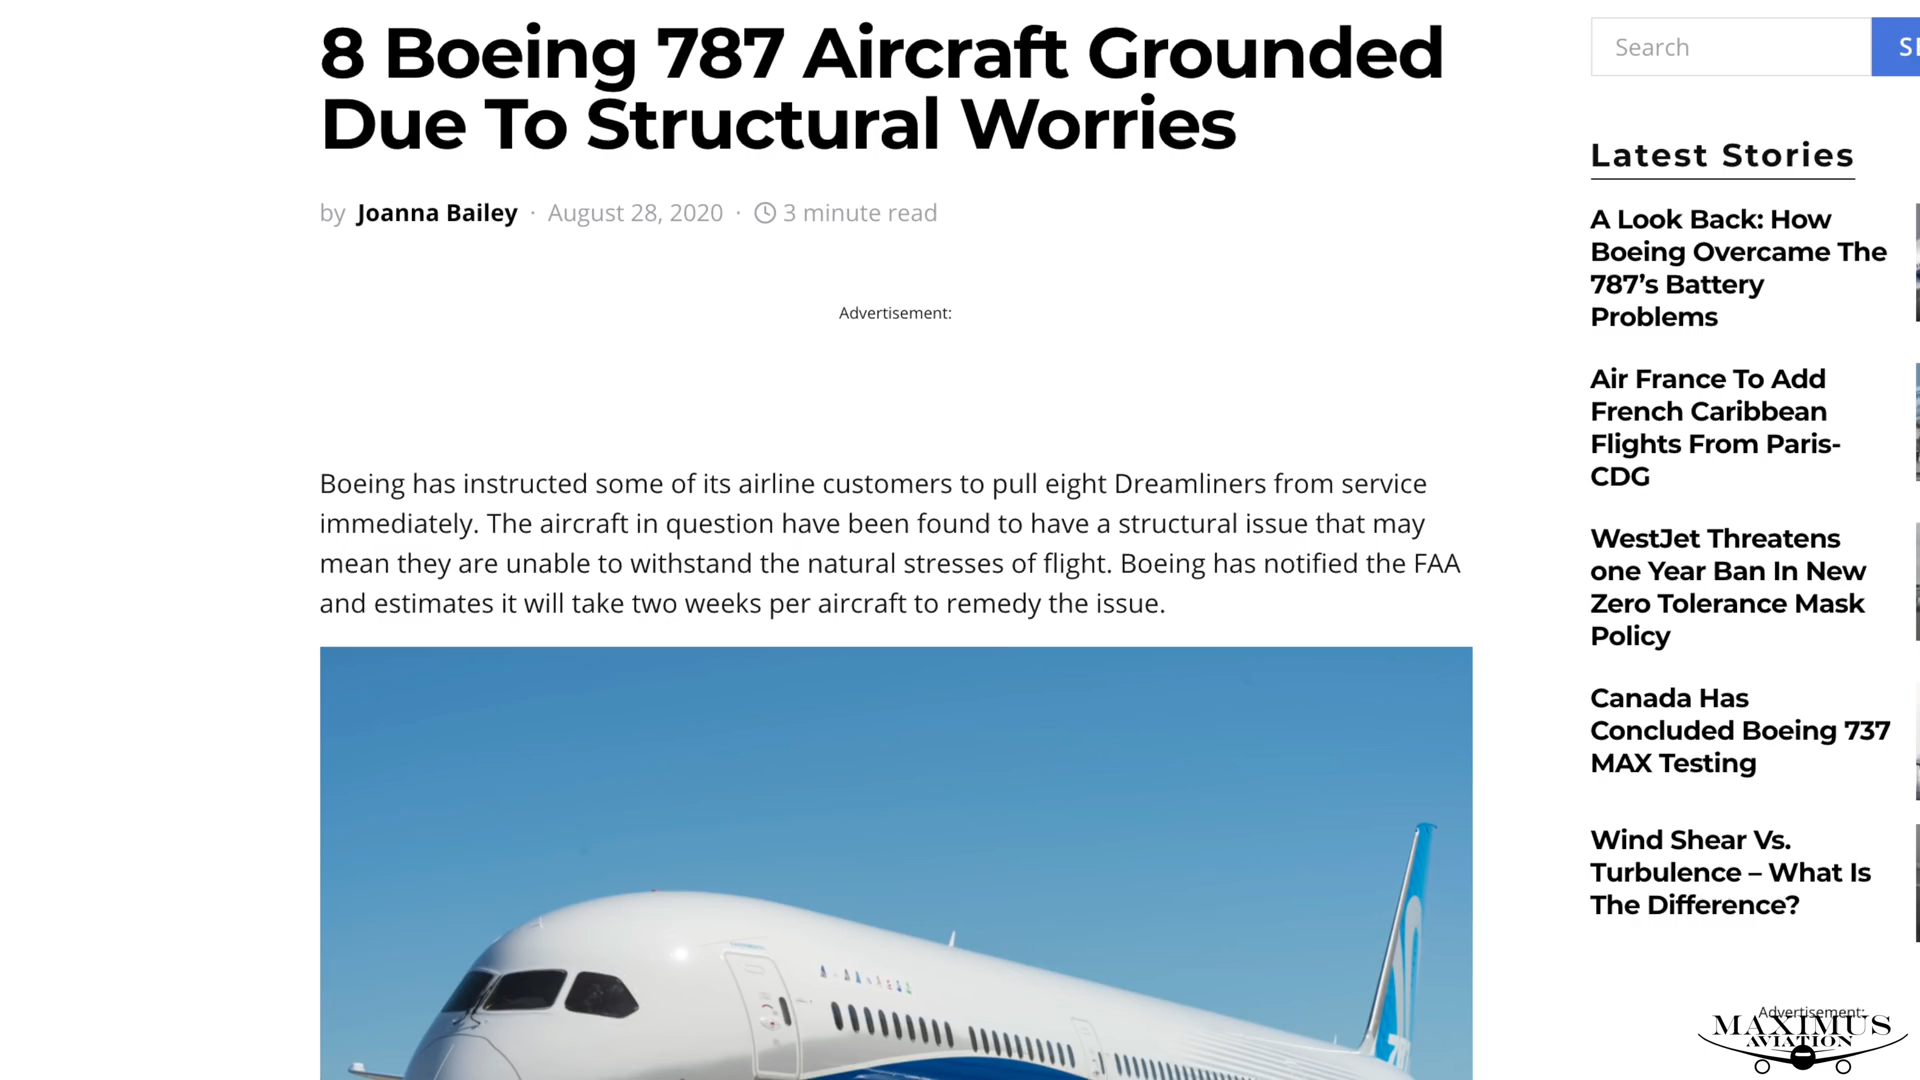 8 Boeing 787 Aircraft Grounded
Due To Structural Worries
by Joanna Bailey · August 28, 2020 · 3 minute read
Advertisement:
Boeing has instructed some of its airline customers to pull eight Dreamliners from service
immediately. The aircraft in question have been found to have a structural issue that may
mean they are unable to withstand the natural stresses of flight. Boeing has notified the FAA
and estimates it will take two weeks per aircraft to remedy the issue.
Search
Latest Stories
A Look Back: How
Boeing Overcame The
787’s Battery
Problems
Air France To Add
French Caribbean
Flights From Paris-
CDG
WestJet Threatens
one Year Ban In New
Zero Tolerance Mask
Policy
Canada Has
Concluded Boeing 737
MAX Testing
Wind Shear Vs.
Turbulence – What Is
The Difference?
Advertisement:
MAXIMUS
AVIATION